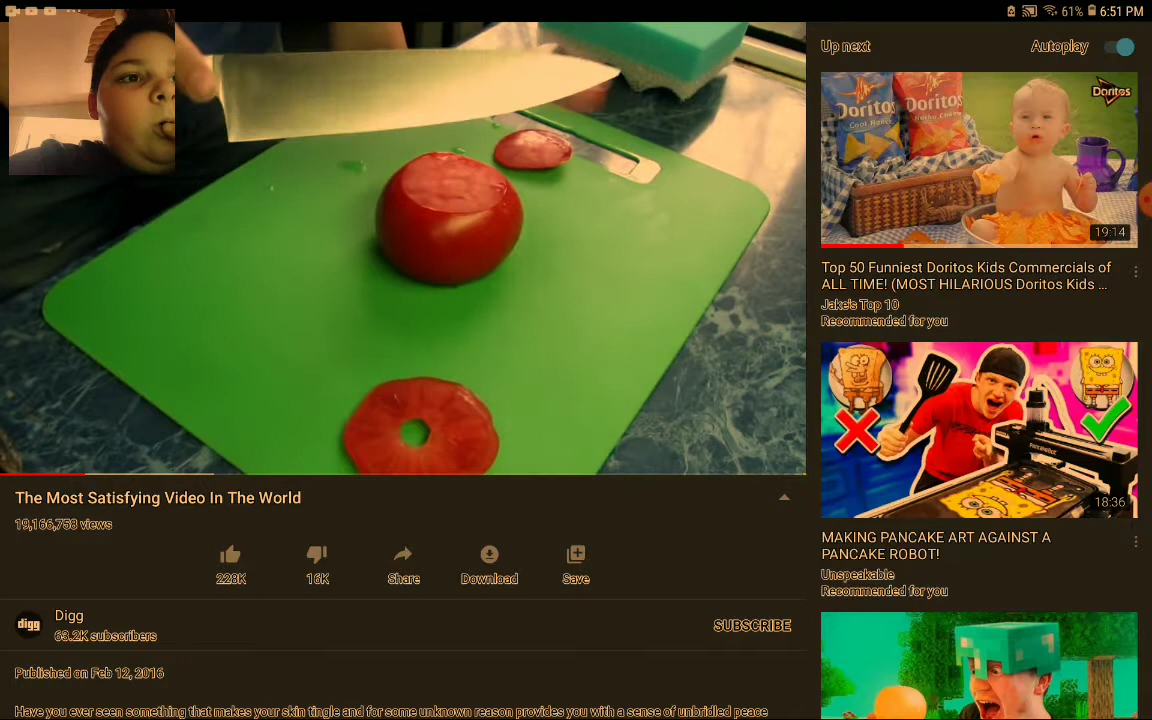 61% 6:51 PM
Up next Autoplay
Doritos
Doritos
Cool Ranch
Doritos
Nacho Cheese
19:14
Top 50 Funniest Doritos Kids Commercials of
ALL TIME! (MOST HILARIOUS Doritos Kids ...
Jake's Top 10
Recommended for you
18:36
MAKING PANCAKE ART AGAINST A
PANCAKE ROBOT!
Unspeakable
Recommended for you
The Most Satisfying Video In The World
19,166,758 views
228K 16K Share Download Save
digg
Digg
63.2K subscribers
SUBSCRIBE
Published on Feb 12, 2016
Have you ever seen something that makes your skin tingle and for some unknown reason provides you with a sense of unbridled peace